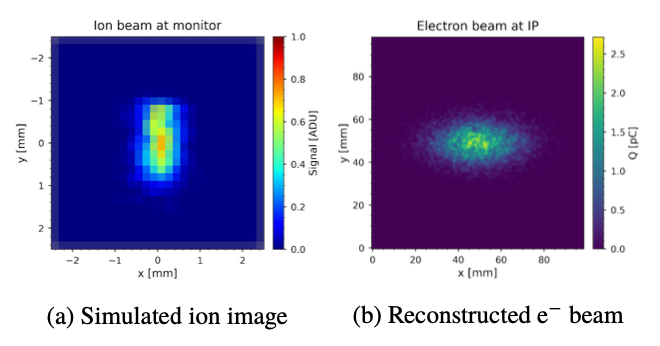 Ion beam at monitor
−2
−1
0
1
2
y [mm]
−2 −1 0 1 2
x [mm]
1.0
0.8
0.6
0.4
0.2
0.0
Signal [ADU]
(a) Simulated ion image
Electron beam at IP
80
60
40
20
0
y [mm]
0 20 40 60 80
x [mm]
2.5
2.0
1.5
1.0
0.5
0.0
Q [pC]
(b) Reconstructed e⁻ beam